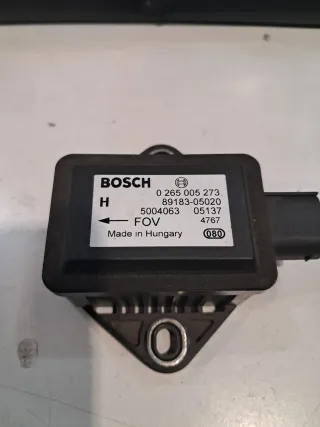 BOSCH
0 265 005 273
H 89183-05020
5004063 05137
FOV 4767
Made in Hungary 080